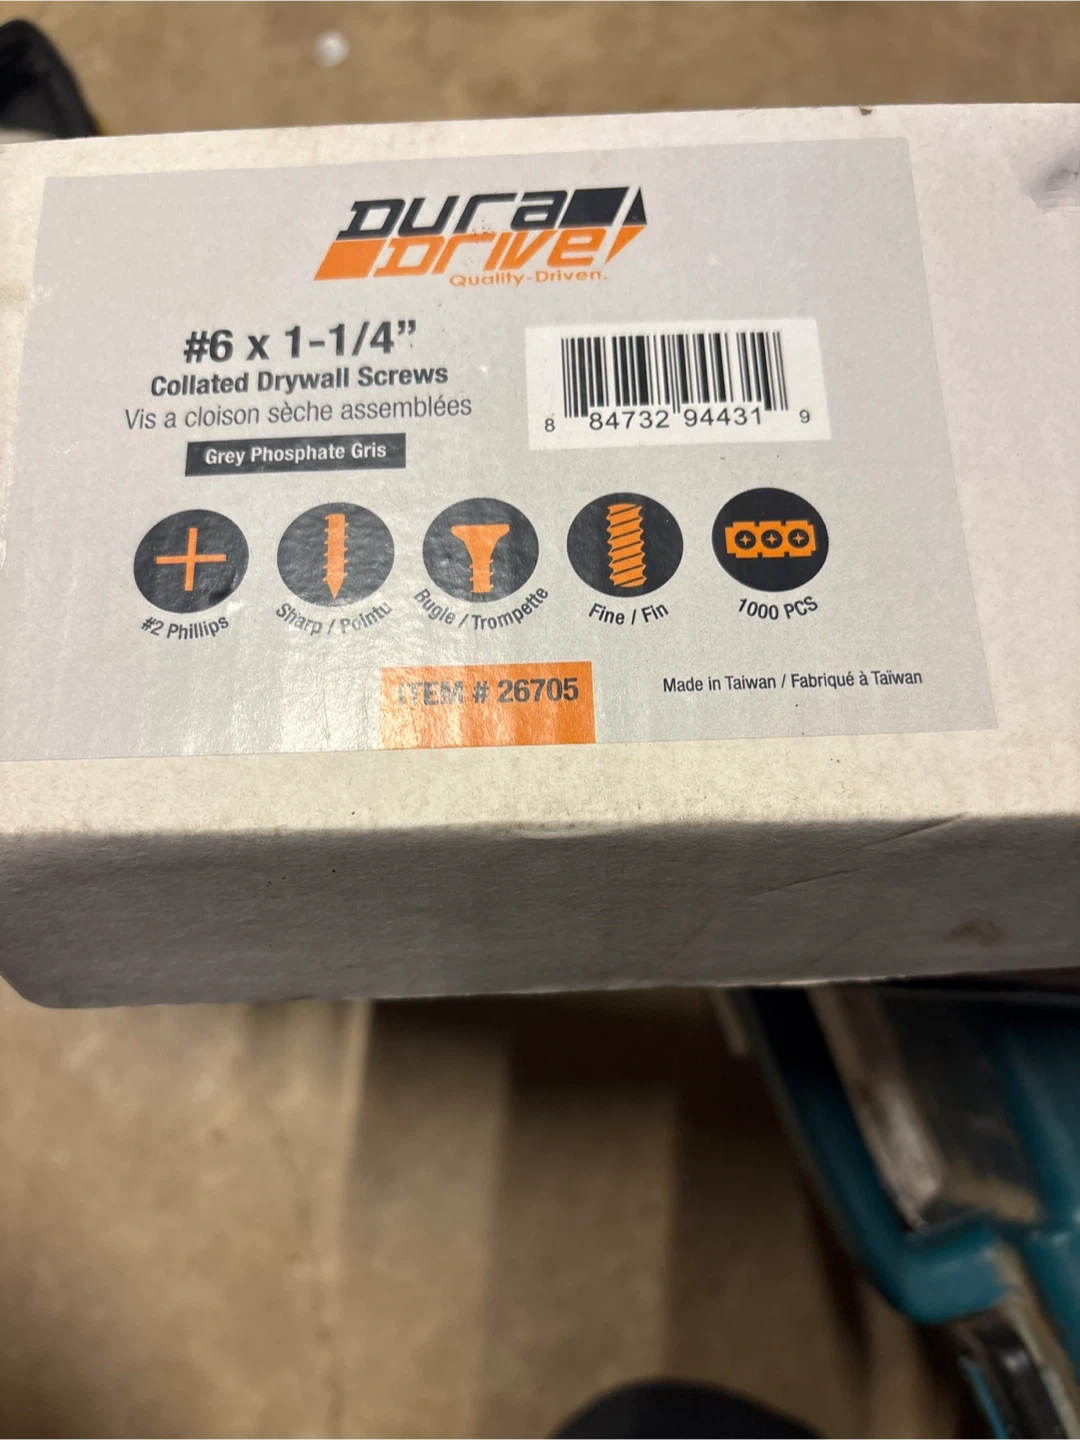 Dura
Drive
Quality-Driven.
#6 x 1-1/4”
Collated Drywall Screws
Vis a cloison sèche assemblées
Grey Phosphate Gris
8 84732 94431 9
#2 Phillips
Sharp / Pointu
Bugle / Trompette
Fine / Fin
1000 PCS
ITEM # 26705
Made in Taiwan / Fabriqué à Taïwan